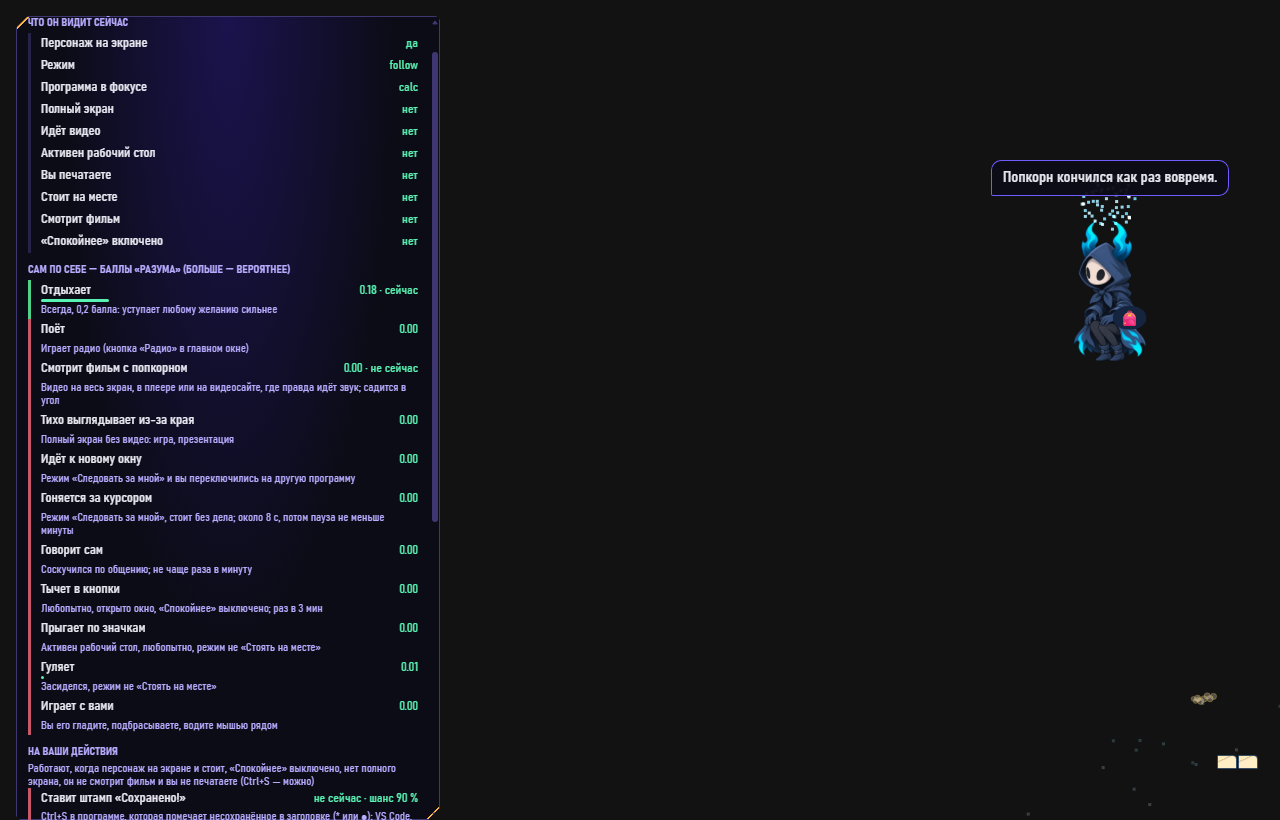 ЧТО ОН ВИДИТ СЕЙЧАС
Персонаж на экране да
Режим follow
Программа в фокусе calc
Полный экран нет
Идёт видео нет
Активен рабочий стол нет
Вы печатаете нет
Стоит на месте нет
Смотрит фильм нет
«Спокойнее» включено нет
САМ ПО СЕБЕ — БАЛЛЫ «РАЗУМА» (БОЛЬШЕ — ВЕРОЯТНЕЕ)
Отдыхает 0.18 · сейчас
Всегда, 0,2 балла: уступает любому желанию сильнее
Поёт 0.00
Играет радио (кнопка «Радио» в главном окне)
Смотрит фильм с попкорном 0.00 · не сейчас
Видео на весь экран, в плеере или на видеосайте, где правда идёт звук; садится в
угол
Тихо выглядывает из-за края 0.00
Полный экран без видео: игра, презентация
Идёт к новому окну 0.00
Режим «Следовать за мной» и вы переключились на другую программу
Гоняется за курсором 0.00
Режим «Следовать за мной», стоит без дела; около 8 с, потом пауза не меньше
минуты
Говорит сам 0.00
Соскучился по общению; не чаще раза в минуту
Тычет в кнопки 0.00
Любопытно, открыто окно, «Спокойнее» выключено; раз в 3 мин
Прыгает по значкам 0.00
Активен рабочий стол, любопытно, режим не «Стоять на месте»
Гуляет 0.01
Засиделся, режим не «Стоять на месте»
Играет с вами 0.00
Вы его гладите, подбрасываете, водите мышью рядом
НА ВАШИ ДЕЙСТВИЯ
Работают, когда персонаж на экране и стоит, «Спокойнее» выключено, нет полного
экрана, он не смотрит фильм и вы не печатаете (Ctrl+S — можно)
Ставит штамп «Сохранено!» не сейчас · шанс 90 %
Ctrl+S в программе, которая помечает несохранённое в заголовке (* или ●): VS Code,
Попкорн кончился как раз вовремя.